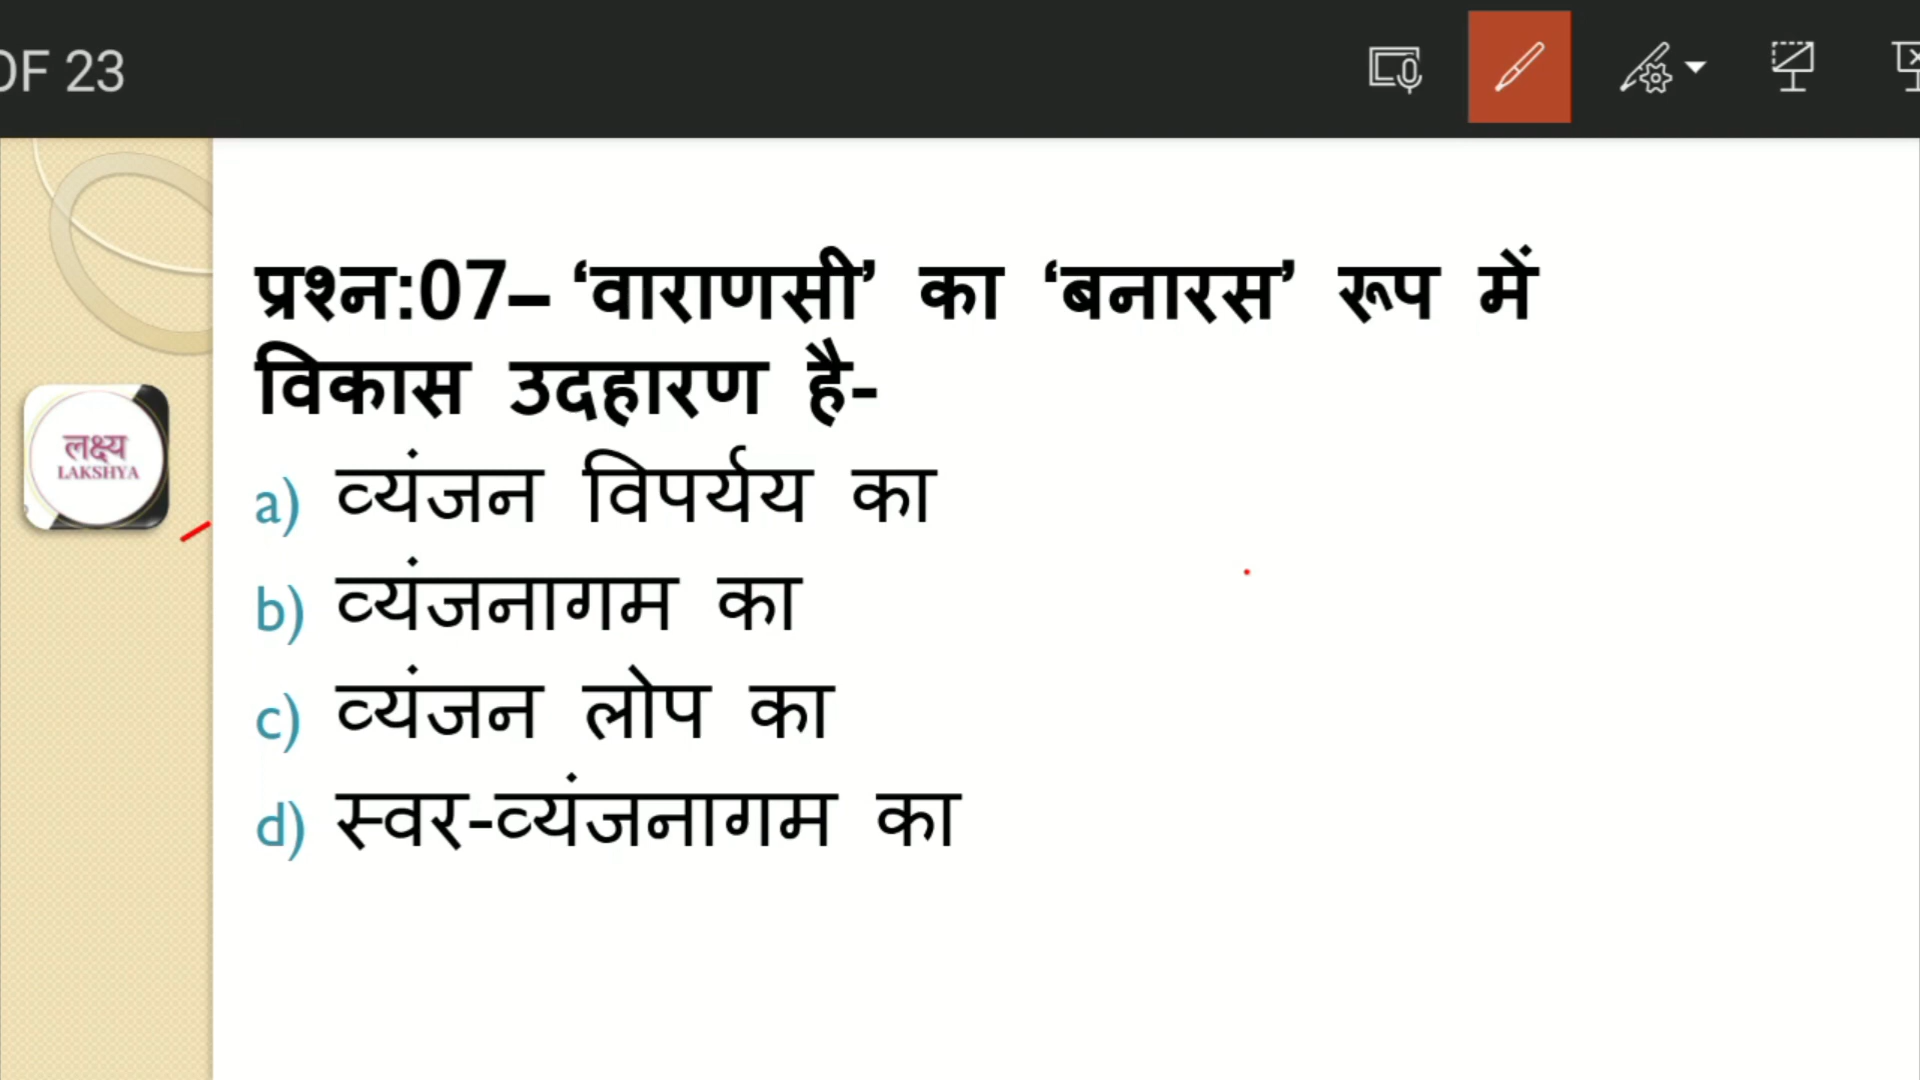 OF 23
प्रश्न:07– ‘वाराणसी’ का ‘बनारस’ रूप में
विकास उदहारण है-
लक्ष्य
LAKSHYA
a) व्यंजन विपर्यय का
b) व्यंजनागम का
c) व्यंजन लोप का
d) स्वर-व्यंजनागम का